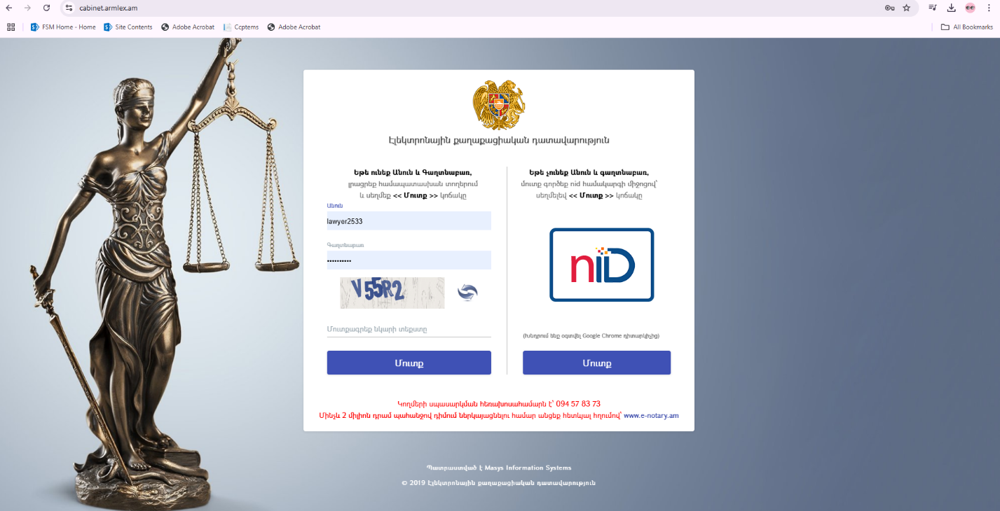 cabinet.armlex.am
FSM Home - Home
Site Contents
Adobe Acrobat
Ccptems
Adobe Acrobat
All Bookmarks
Էլեկտրոնային քաղաքացիական դատավարություն
Եթե ունեք Անուն և Գաղտնաբառ,
լրացրեք համապատասխան տողերում
և սեղմեք << Մուտք >> կոճակը
Անուն
lawyer2533
Գաղտնաբառ
••••••••••
V55R2
Մուտքագրեք նկարի տեքստը
Մուտք
Եթե չունեք Անուն և գաղտնաբառ,
մուտք գործեք nid համակարգի միջոցով՝
սեղմելեվ << Մուտք >> կոճակը
niD
(Խնդրում ենք օգտվել Google Chrome դիտարկիչից)
Մուտք
Կողմերի սպասարկման հեռախոսահամարն է՝ 094 57 83 73
Մինչև 2 միլիոն դրամ պահանջով դիմում ներկայացնելու համար անցեք հետևյալ հղումով՝ www.e-notary.am
Պատրաստված է Masys Information Systems
© 2019 Էլեկտրոնային քաղաքացիական դատավարություն